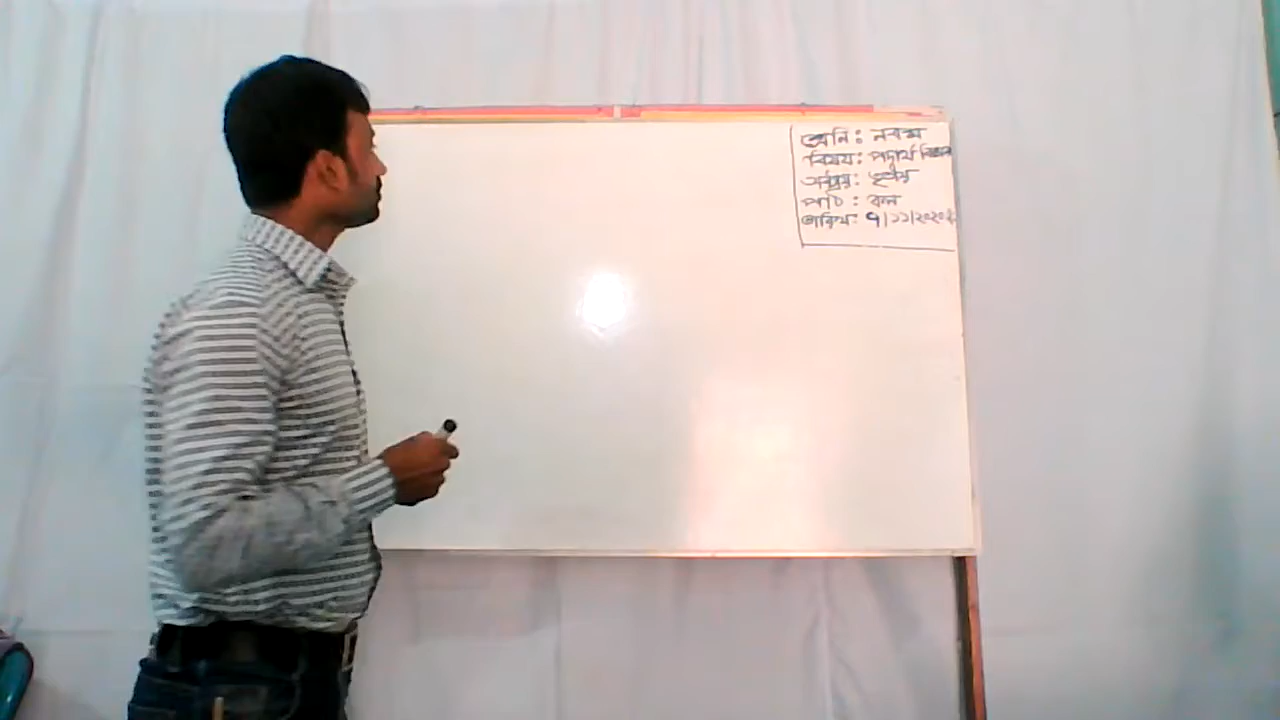 শ্রেনি : নবম
বিষয় : পদার্থ বিজ্ঞান
অধ্যায় : তৃতীয়
পাঠ : বল
তারিখ : ৭/১১/২০২০